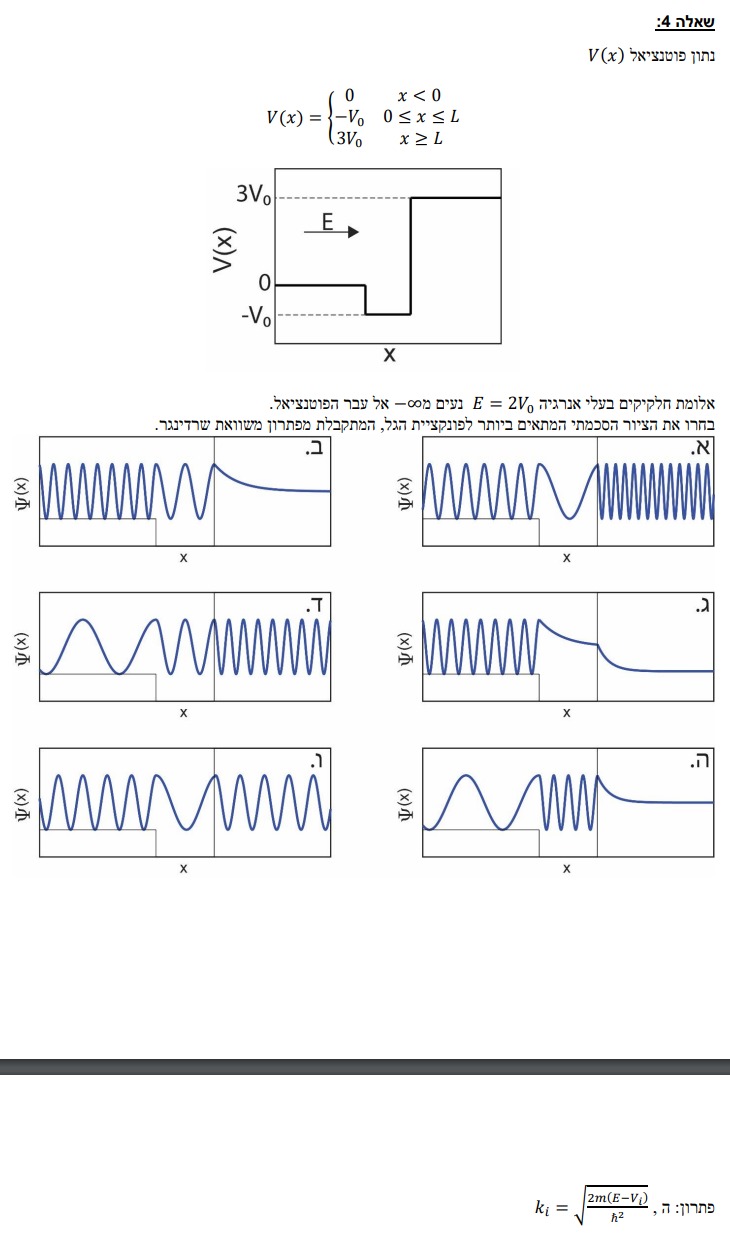 שאלה 4:
נתון פוטנציאל V(x)
V(x) = { 0 x < 0
−V₀ 0 ≤ x ≤ L
3V₀ x ≥ L
3V₀
E
V(x)
0
-V₀
x
אלומת חלקיקים בעלי אנרגיה E = 2V₀ נעים מ∞− אל עבר הפוטנציאל.
בחרו את הציור הסכמתי המתאים ביותר לפונקציית הגל, המתקבלת מפתרון משוואת שרדינגר.
א.
Ψ(x)
x
ב.
Ψ(x)
x
ג.
Ψ(x)
x
ד.
Ψ(x)
x
ה.
Ψ(x)
x
ו.
Ψ(x)
x
פתרון: ה , kᵢ = √(2m(E−Vᵢ)/ℏ²)